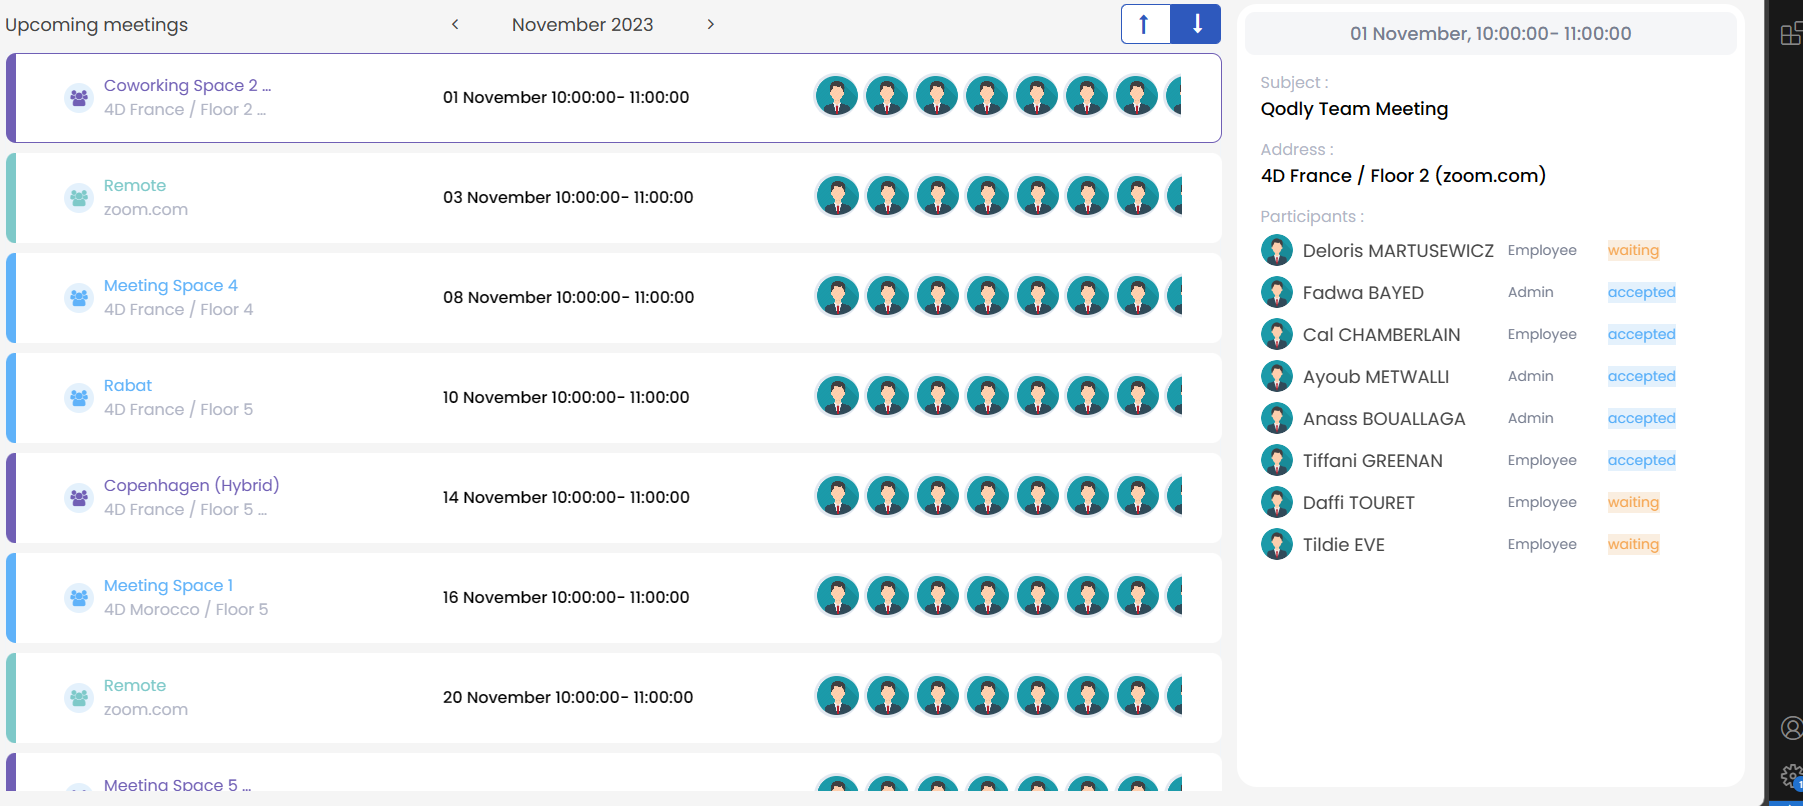 Upcoming meetings
November 2023
Coworking Space 2 ...
4D France / Floor 2 ...
01 November 10:00:00- 11:00:00
Remote
zoom.com
03 November 10:00:00- 11:00:00
Meeting Space 4
4D France / Floor 4
08 November 10:00:00- 11:00:00
Rabat
4D France / Floor 5
10 November 10:00:00- 11:00:00
Copenhagen (Hybrid)
4D France / Floor 5 ...
14 November 10:00:00- 11:00:00
Meeting Space 1
4D Morocco / Floor 5
16 November 10:00:00- 11:00:00
Remote
zoom.com
20 November 10:00:00- 11:00:00
Meeting Space 5 ...
01 November, 10:00:00- 11:00:00
Subject :
Qodly Team Meeting
Address :
4D France / Floor 2 (zoom.com)
Participants :
Deloris MARTUSEWICZ Employee waiting
Fadwa BAYED Admin accepted
Cal CHAMBERLAIN Employee accepted
Ayoub METWALLI Admin accepted
Anass BOUALLAGA Admin accepted
Tiffani GREENAN Employee accepted
Daffi TOURET Employee waiting
Tildie EVE Employee waiting